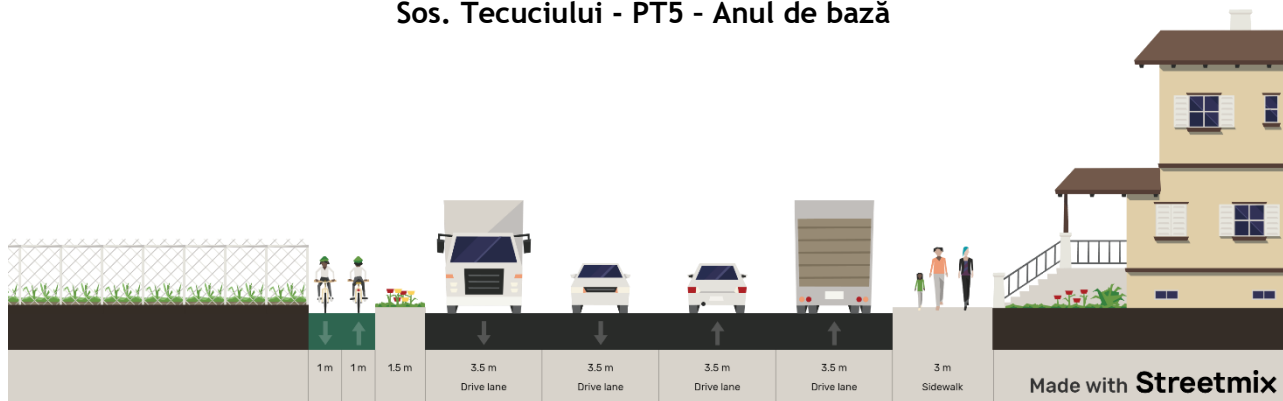 Sos. Tecuciului - PT5 – Anul de bază
1 m
1 m
1.5 m
3.5 m
Drive lane
3.5 m
Drive lane
3.5 m
Drive lane
3.5 m
Drive lane
3 m
Sidewalk
Made with Streetmix